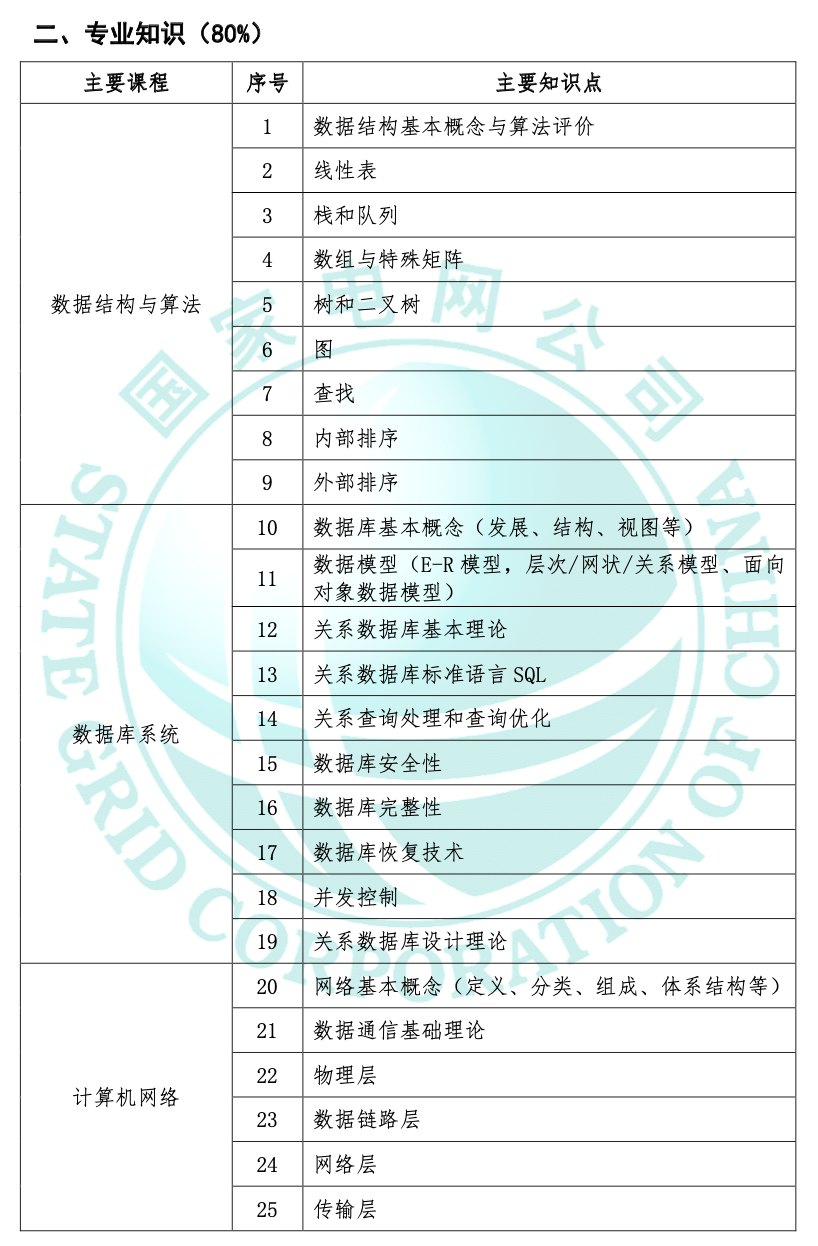 二、专业知识（80%）
主要课程 序号 主要知识点
1 数据结构基本概念与算法评价
2 线性表
3 栈和队列
4 数组与特殊矩阵
数据结构与算法 5 树和二叉树
6 图
7 查找
8 内部排序
9 外部排序
10 数据库基本概念（发展、结构、视图等）
11 数据模型（E-R 模型，层次/网状/关系模型、面向
对象数据模型）
12 关系数据库基本理论
13 关系数据库标准语言 SQL
14 关系查询处理和查询优化
数据库系统
15 数据库安全性
16 数据库完整性
17 数据库恢复技术
18 并发控制
19 关系数据库设计理论
20 网络基本概念（定义、分类、组成、体系结构等）
21 数据通信基础理论
22 物理层
计算机网络
23 数据链路层
24 网络层
25 传输层
国家电网公司
STATE GRID CORPORATION OF CHINA